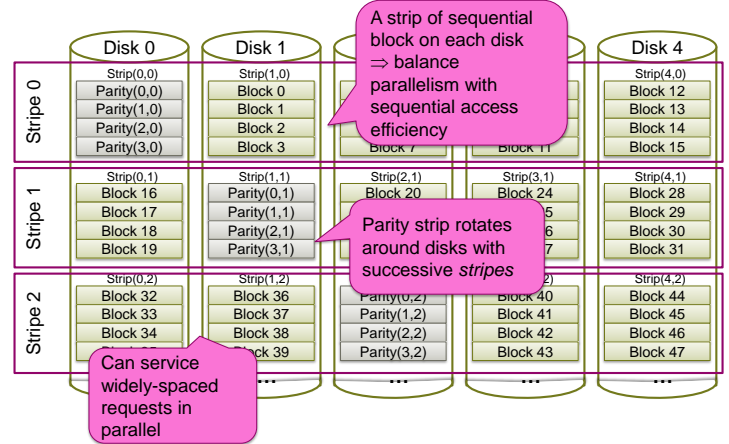 Disk 0
Disk 1
Disk 4
A strip of sequential
block on each disk
⇒ balance
parallelism with
sequential access
efficiency
Stripe 0
Strip(0,0)
Parity(0,0)
Parity(1,0)
Parity(2,0)
Parity(3,0)
Strip(1,0)
Block 0
Block 1
Block 2
Block 3
Block 7
Block 11
Strip(4,0)
Block 12
Block 13
Block 14
Block 15
Stripe 1
Strip(0,1)
Block 16
Block 17
Block 18
Block 19
Strip(1,1)
Parity(0,1)
Parity(1,1)
Parity(2,1)
Parity(3,1)
Strip(2,1)
Block 20
Strip(3,1)
Block 24
5
6
7
Strip(4,1)
Block 28
Block 29
Block 30
Block 31
Parity strip rotates
around disks with
successive stripes
Stripe 2
Strip(0,2)
Block 32
Block 33
Block 34
Strip(1,2)
Block 36
Block 37
Block 38
Block 39
Parity(0,2)
Parity(1,2)
Parity(2,2)
Parity(3,2)
,2)
Block 40
Block 41
Block 42
Block 43
Strip(4,2)
Block 44
Block 45
Block 46
Block 47
Can service
widely-spaced
requests in
parallel
...
...
...
...